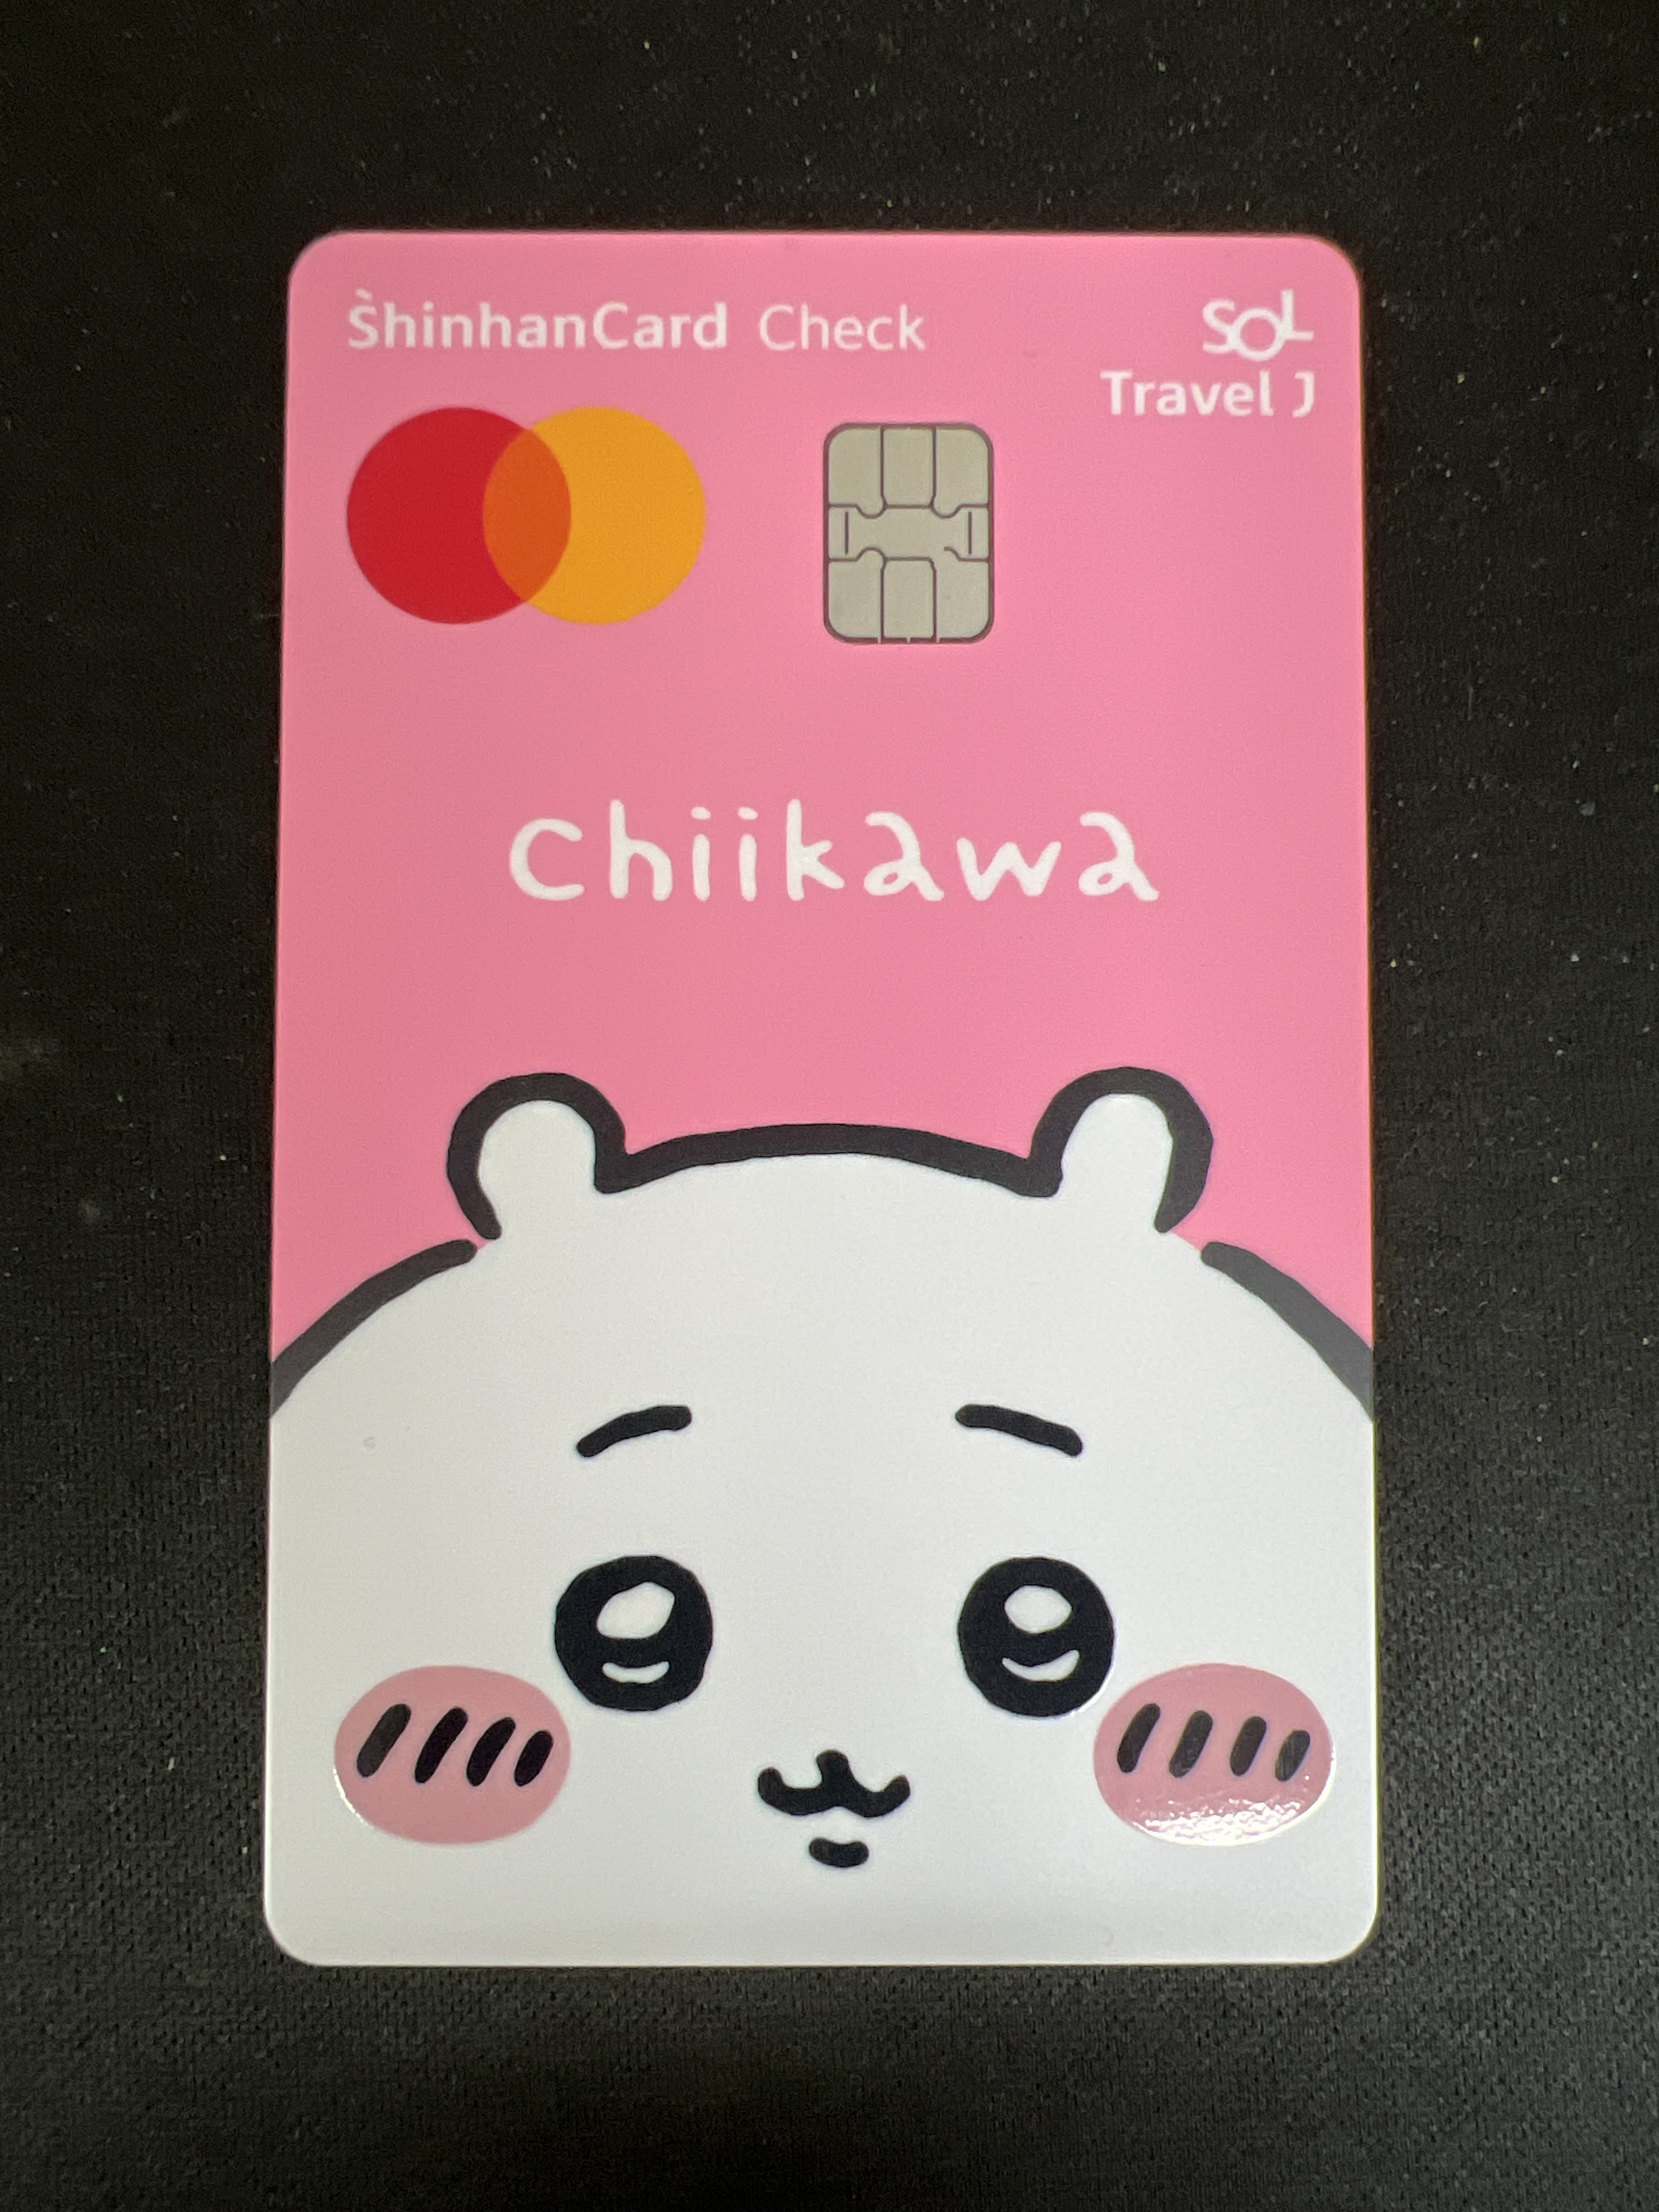 ShinhanCard Check
SOL
Travel J
chiikawa